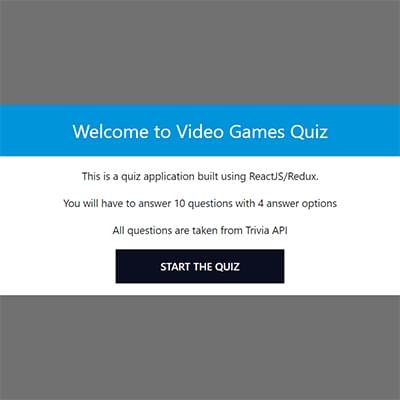 Welcome to Video Games Quiz
This is a quiz application built using ReactJS/Redux.
You will have to answer 10 questions with 4 answer options
All questions are taken from Trivia API
START THE QUIZ